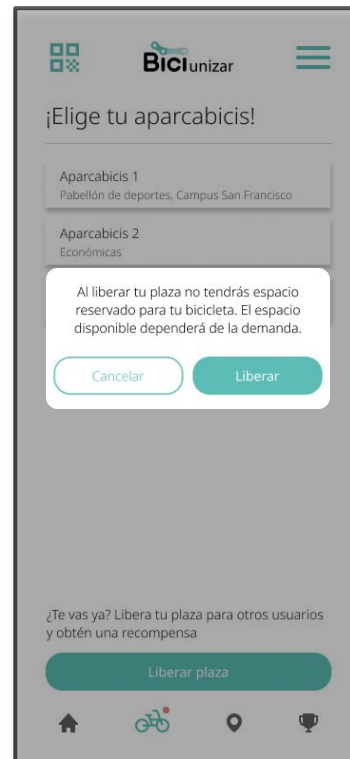 BICI unizar
¡Elige tu aparcabicis!
Aparcabicis 1
Pabellón de deportes, Campus San Francisco
Aparcabicis 2
Económicas
Al liberar tu plaza no tendrás espacio
reservado para tu bicicleta. El espacio
disponible dependerá de la demanda.
Cancelar
Liberar
¿Te vas ya? Libera tu plaza para otros usuarios
y obtén una recompensa
Liberar plaza